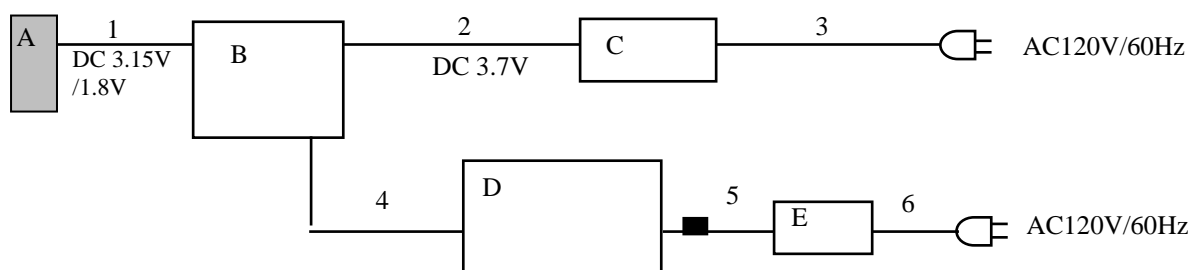 A
1
DC 3.15V
/1.8V
B
2
DC 3.7V
C
3
AC120V/60Hz
4
D
5
E
6
AC120V/60Hz